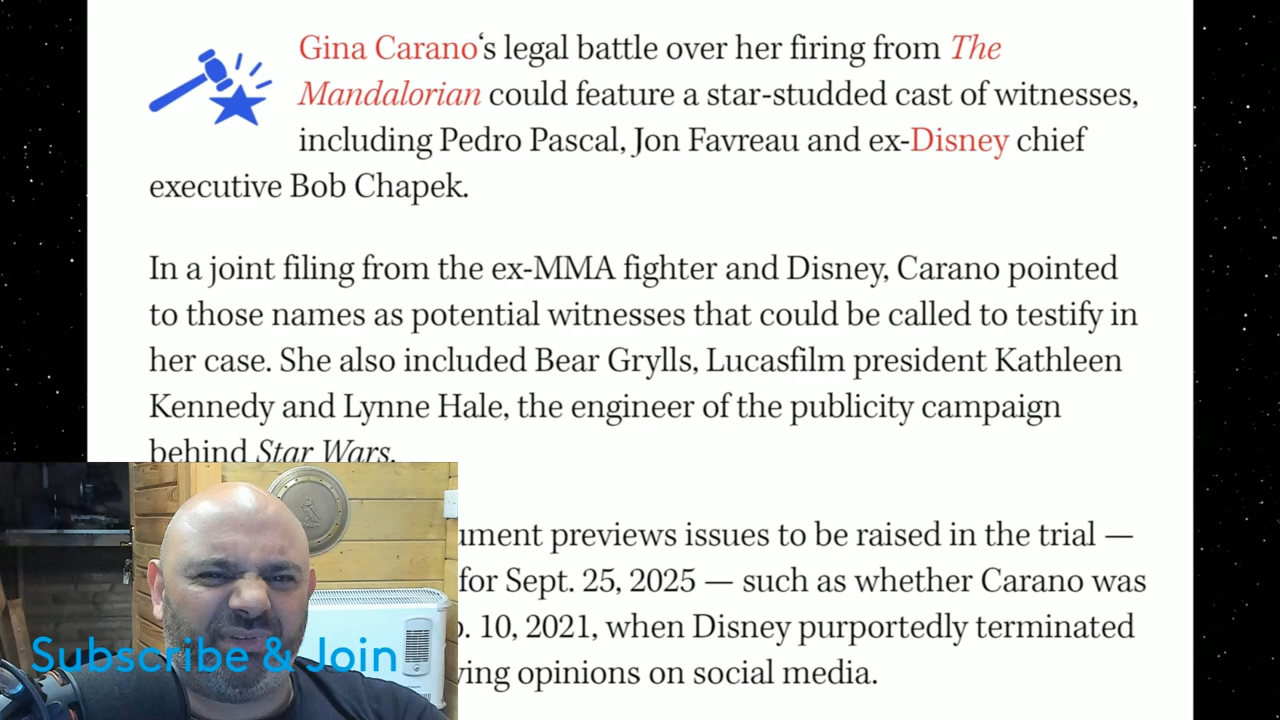 Gina Carano‘s legal battle over her firing from The
Mandalorian could feature a star-studded cast of witnesses,
including Pedro Pascal, Jon Favreau and ex-Disney chief
executive Bob Chapek.
In a joint filing from the ex-MMA fighter and Disney, Carano pointed
to those names as potential witnesses that could be called to testify in
her case. She also included Bear Grylls, Lucasfilm president Kathleen
Kennedy and Lynne Hale, the engineer of the publicity campaign
behind Star Wars.
previews issues to be raised in the trial —
for Sept. 25, 2025 — such as whether Carano was
10, 2021, when Disney purportedly terminated
opinions on social media.
Subscribe & Join